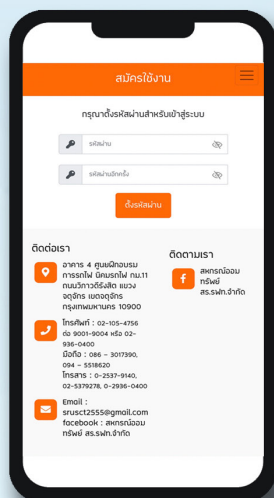 สมัครใช้งาน
กรุณาตั้งรหัสผ่านสำหรับเข้าสู่ระบบ
รหัสผ่าน
รหัสผ่านอีกครั้ง
ตั้งรหัสผ่าน
ติดต่อเรา
อาคาร 4 ศูนย์ฝึกอบรม
การรถไฟ นิคมรถไฟ กม.11
ถนนวิภาวดีรังสิต แขวง
จตุจักร เขตจตุจักร
กรุงเทพมหานคร 10900
โทรศัพท์ : 02-105-4756
ต่อ 9001-9004 หรือ 02-
936-0400
มือถือ : 086 – 3017390,
094 – 5518620
โทรสาร : 0-2537-9140,
02-5379278, 0-2936-0400
Email :
srusct2555@gmail.com
facebook : สหกรณ์ออม
ทรัพย์ สร.รฟท.จำกัด
ติดตามเรา
สหกรณ์ออม
ทรัพย์
สร.รฟท.จำกัด